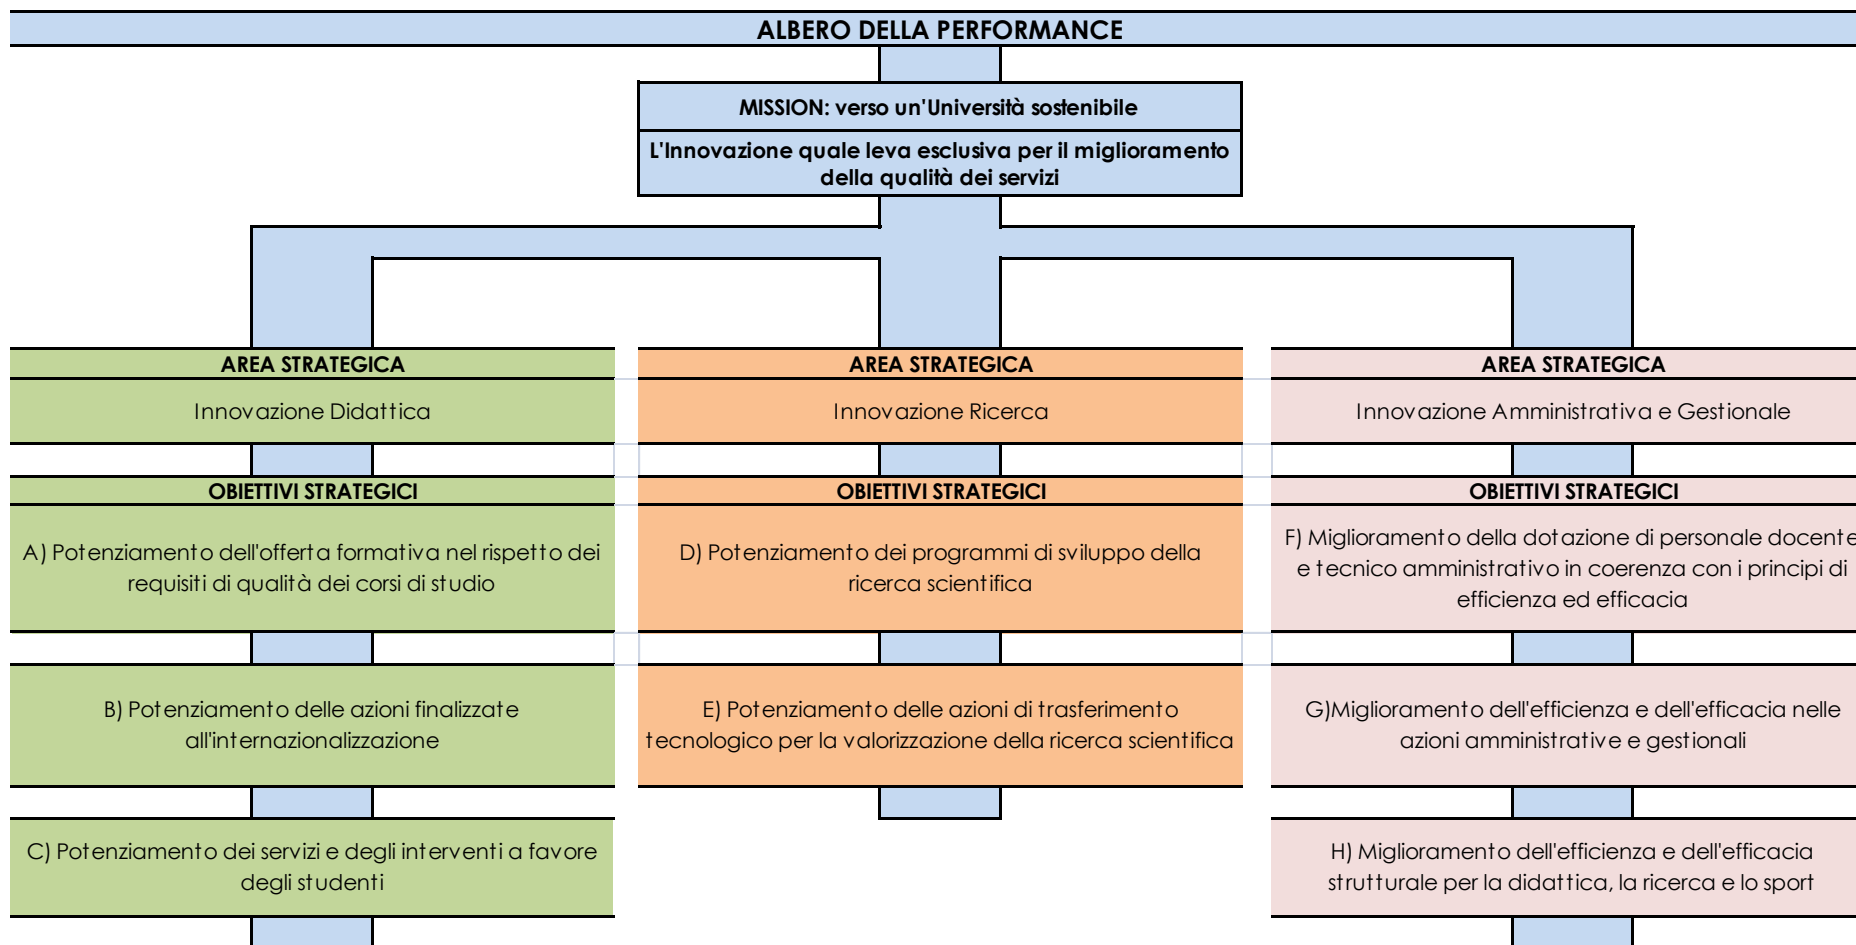 ALBERO DELLA PERFORMANCE
MISSION: verso un'Università sostenibile
L'Innovazione quale leva esclusiva per il miglioramento
della qualità dei servizi
AREA STRATEGICA
Innovazione Didattica
OBIETTIVI STRATEGICI
A) Potenziamento dell'offerta formativa nel rispetto dei
requisiti di qualità dei corsi di studio
B) Potenziamento delle azioni finalizzate
all'internazionalizzazione
C) Potenziamento dei servizi e degli interventi a favore
degli studenti
AREA STRATEGICA
Innovazione Ricerca
OBIETTIVI STRATEGICI
D) Potenziamento dei programmi di sviluppo della
ricerca scientifica
E) Potenziamento delle azioni di trasferimento
tecnologico per la valorizzazione della ricerca scientifica
AREA STRATEGICA
Innovazione Amministrativa e Gestionale
OBIETTIVI STRATEGICI
F) Miglioramento della dotazione di personale docente
e tecnico amministrativo in coerenza con i principi di
efficienza ed efficacia
G)Miglioramento dell'efficienza e dell'efficacia nelle
azioni amministrative e gestionali
H) Miglioramento dell'efficienza e dell'efficacia
strutturale per la didattica, la ricerca e lo sport